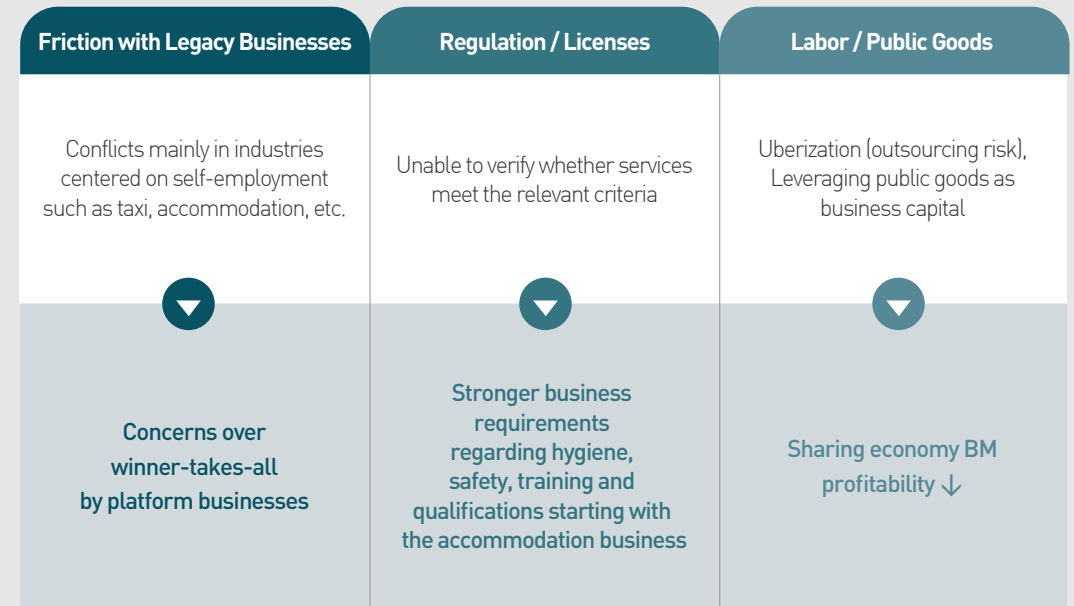 Friction with Legacy Businesses
Regulation / Licenses
Labor / Public Goods
Conflicts mainly in industries
centered on self-employment
such as taxi, accommodation, etc.
Unable to verify whether services
meet the relevant criteria
Uberization (outsourcing risk),
Leveraging public goods as
business capital
Concerns over
winner-takes-all
by platform businesses
Stronger business
requirements
regarding hygiene,
safety, training and
qualifications starting with
the accommodation business
Sharing economy BM
profitability ↓